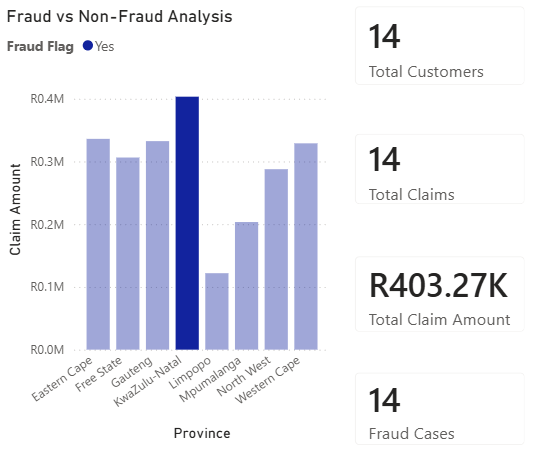 Fraud vs Non-Fraud Analysis
Fraud Flag Yes
R0.4M
R0.3M
R0.2M
R0.1M
R0.0M
Claim Amount
Eastern Cape
Free State
Gauteng
KwaZulu-Natal
Limpopo
Mpumalanga
North West
Western Cape
Province
14
Total Customers
14
Total Claims
R403.27K
Total Claim Amount
14
Fraud Cases